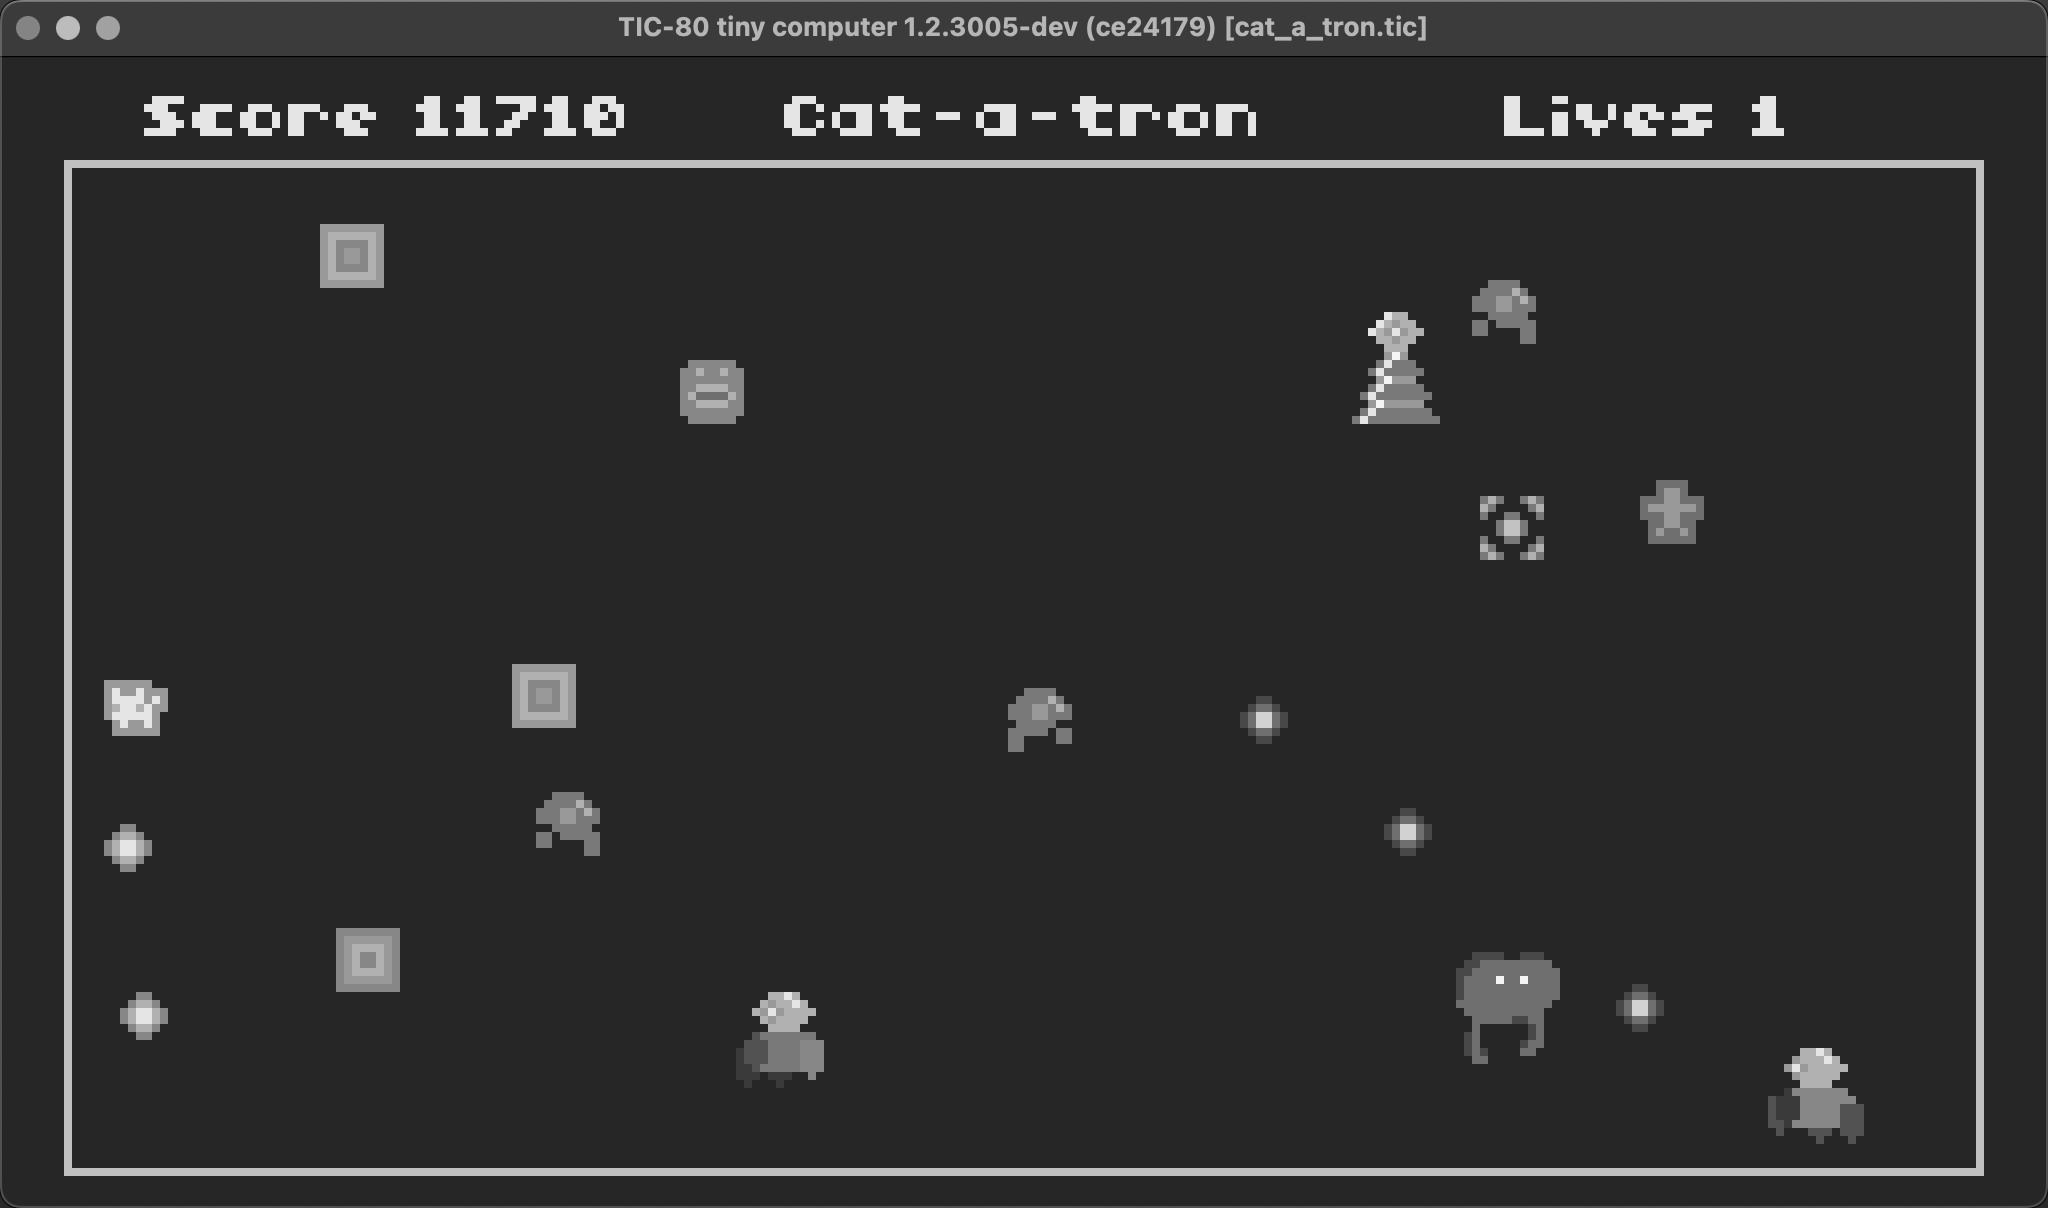 TIC-80 tiny computer 1.2.3005-dev (ce24179) [cat_a_tron.tic]
Score 11710 Cat-a-tron Lives 1